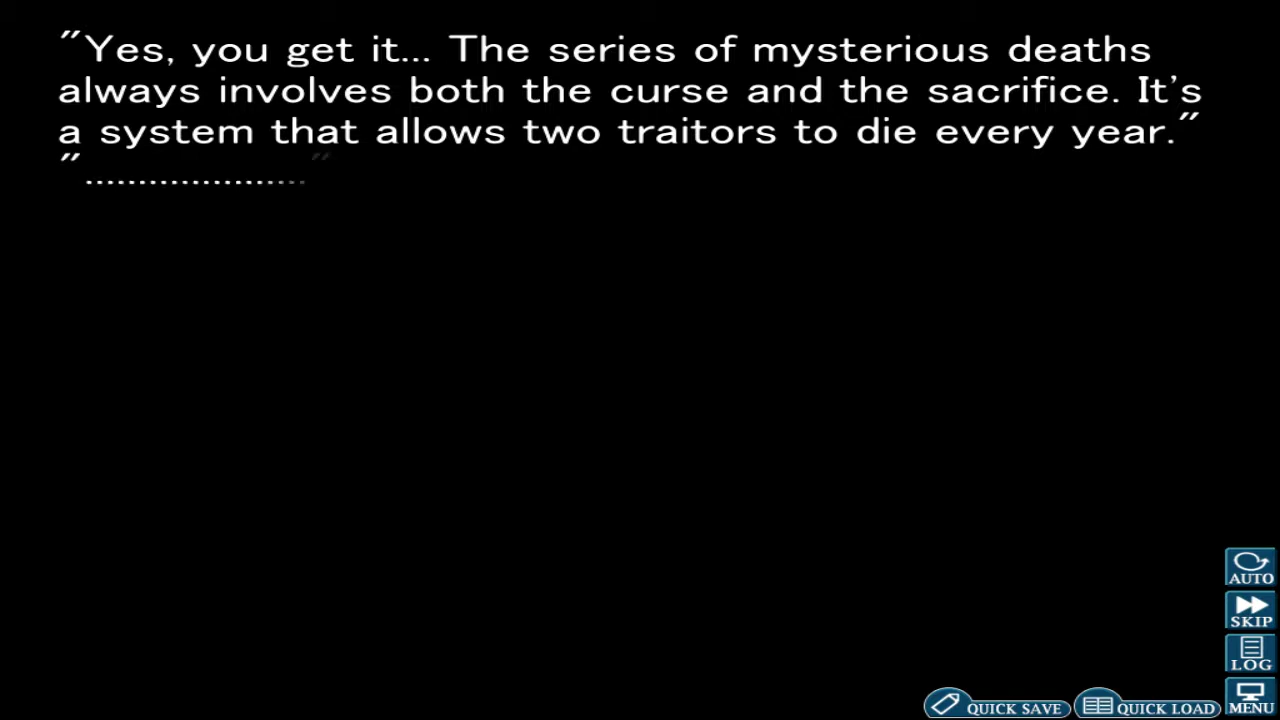 "Yes, you get it... The series of mysterious deaths
always involves both the curse and the sacrifice. It's
a system that allows two traitors to die every year."
"........................."
AUTO
SKIP
LOG
MENU
QUICK SAVE
QUICK LOAD